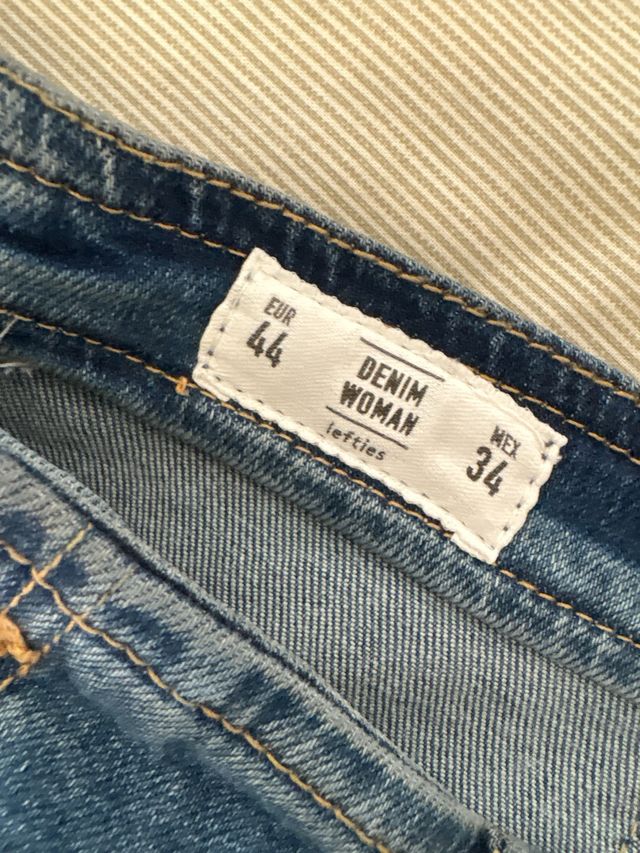 EUR
44
DENIM
WOMAN
lefties
MEX
34